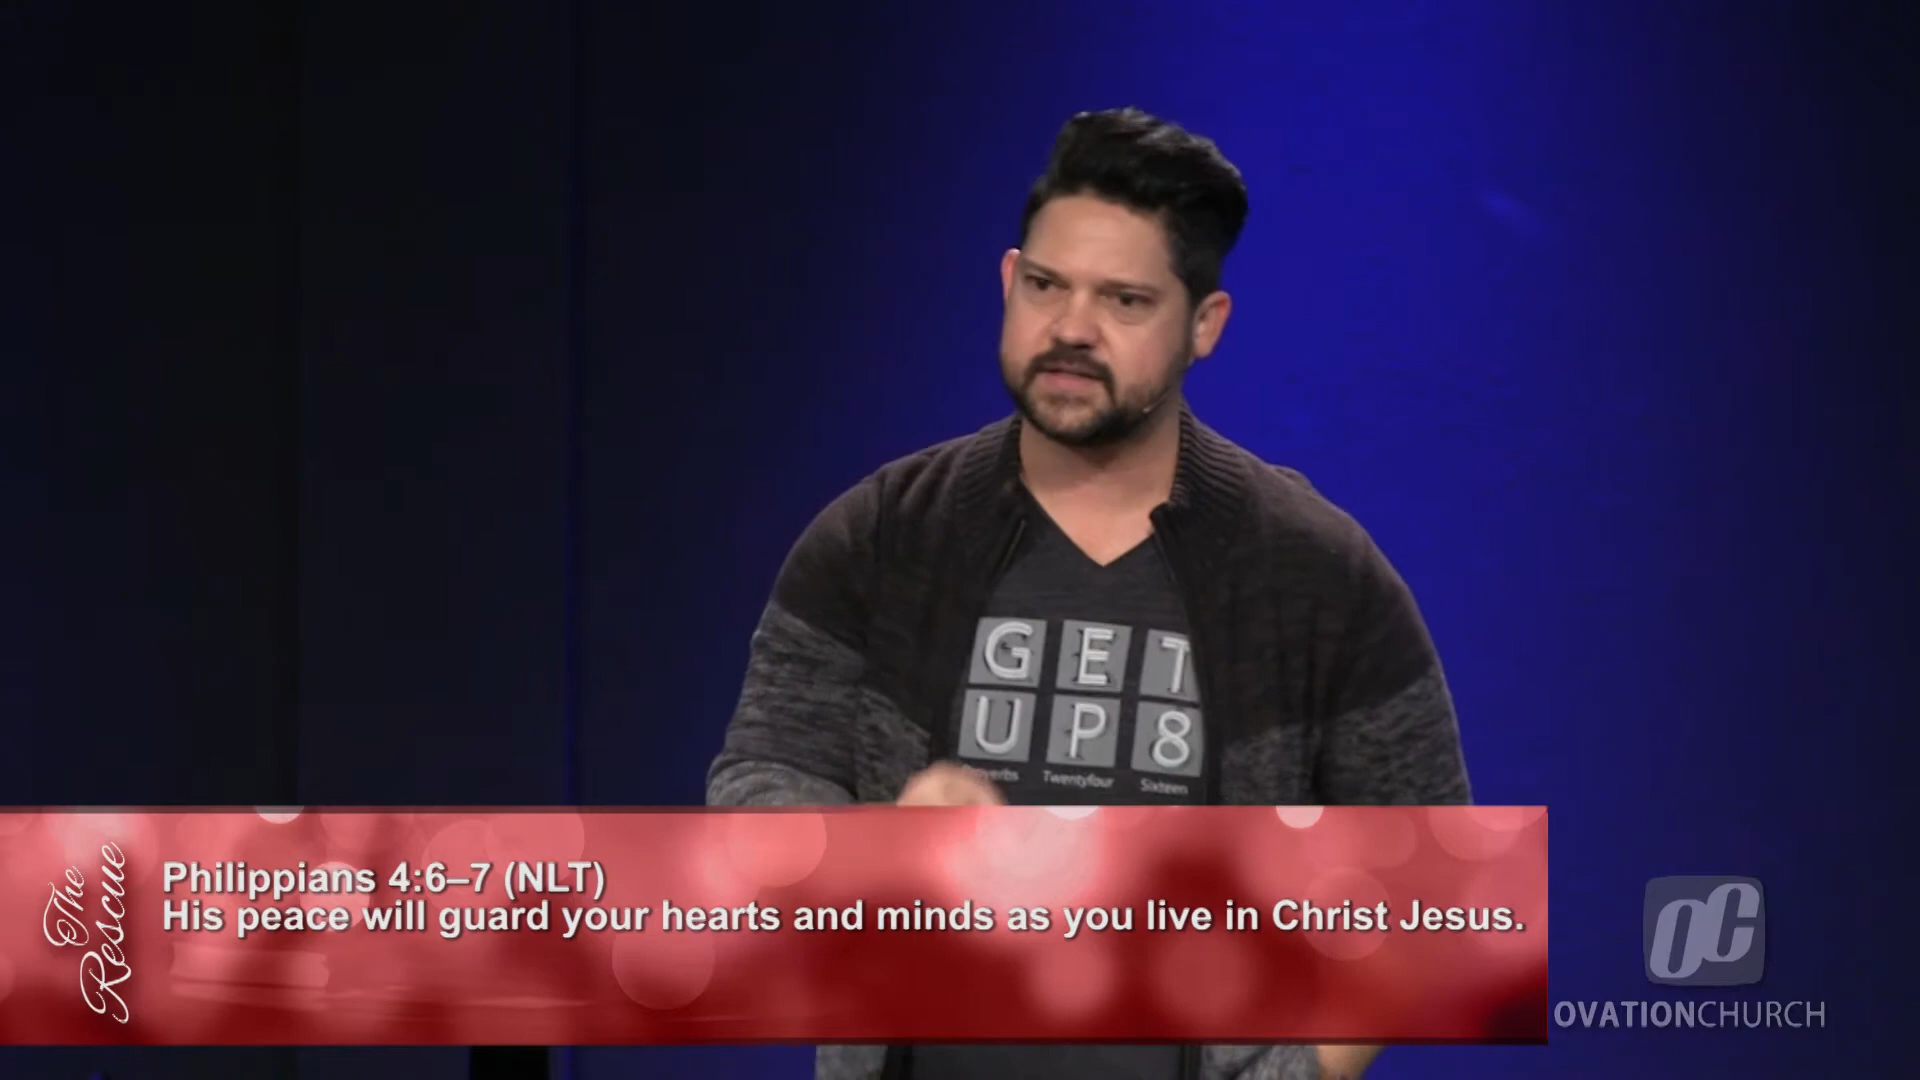 GET
UP8
Proverbs Twentyfour Sixteen
The
Rescue
Philippians 4:6–7 (NLT)
His peace will guard your hearts and minds as you live in Christ Jesus.
OC
OVATIONCHURCH